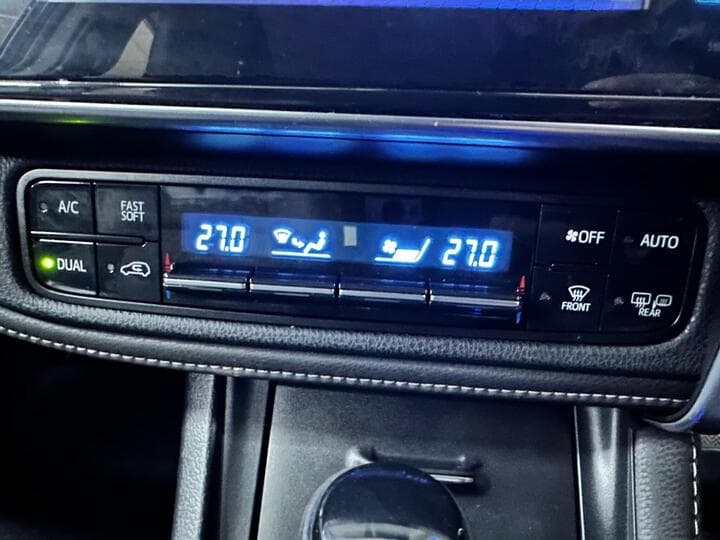 A/C
FAST
SOFT
DUAL
27.0
27.0
OFF
AUTO
FRONT
REAR